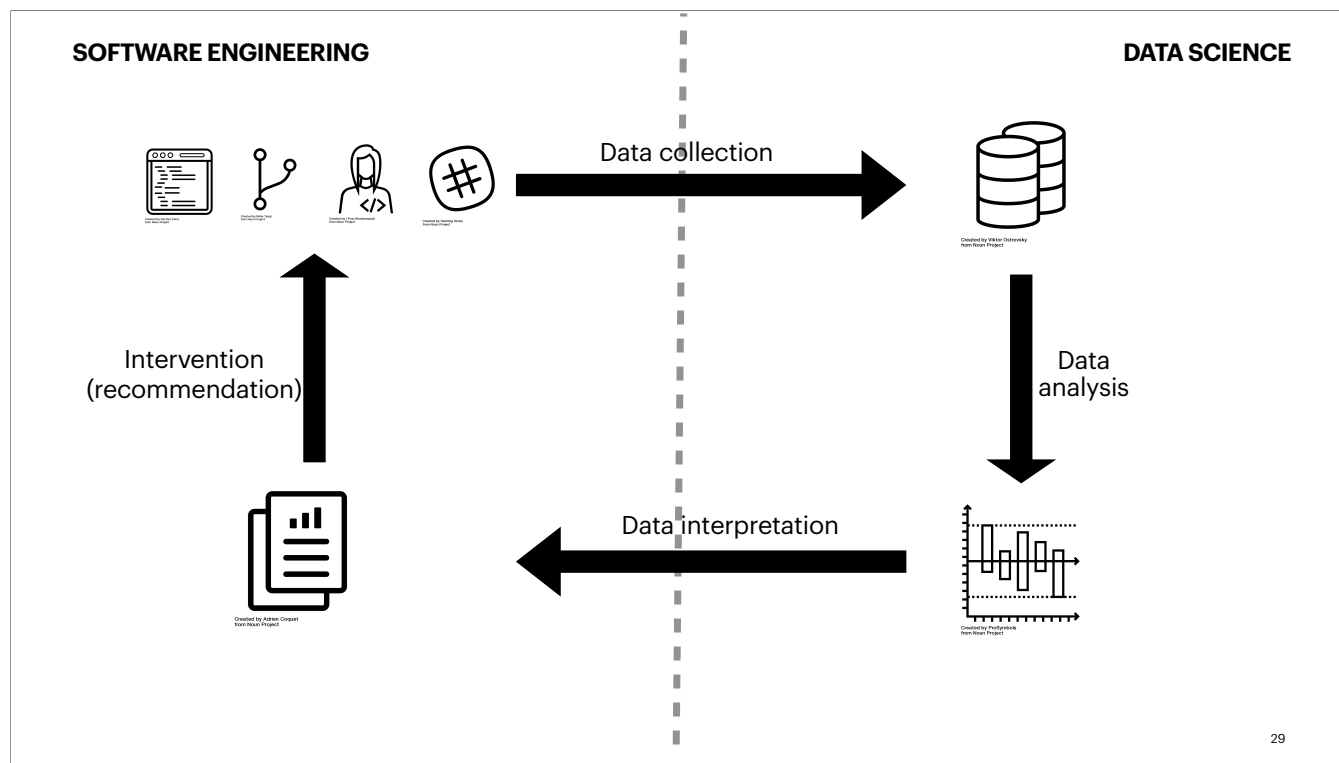 SOFTWARE ENGINEERING
DATA SCIENCE
Data collection
Created by Viktor Ostrovsky
from Noun Project
Intervention
(recommendation)
Data
analysis
Data interpretation
Created by Adrien Coquet
from Noun Project
Created by ProSymbols
from Noun Project
29